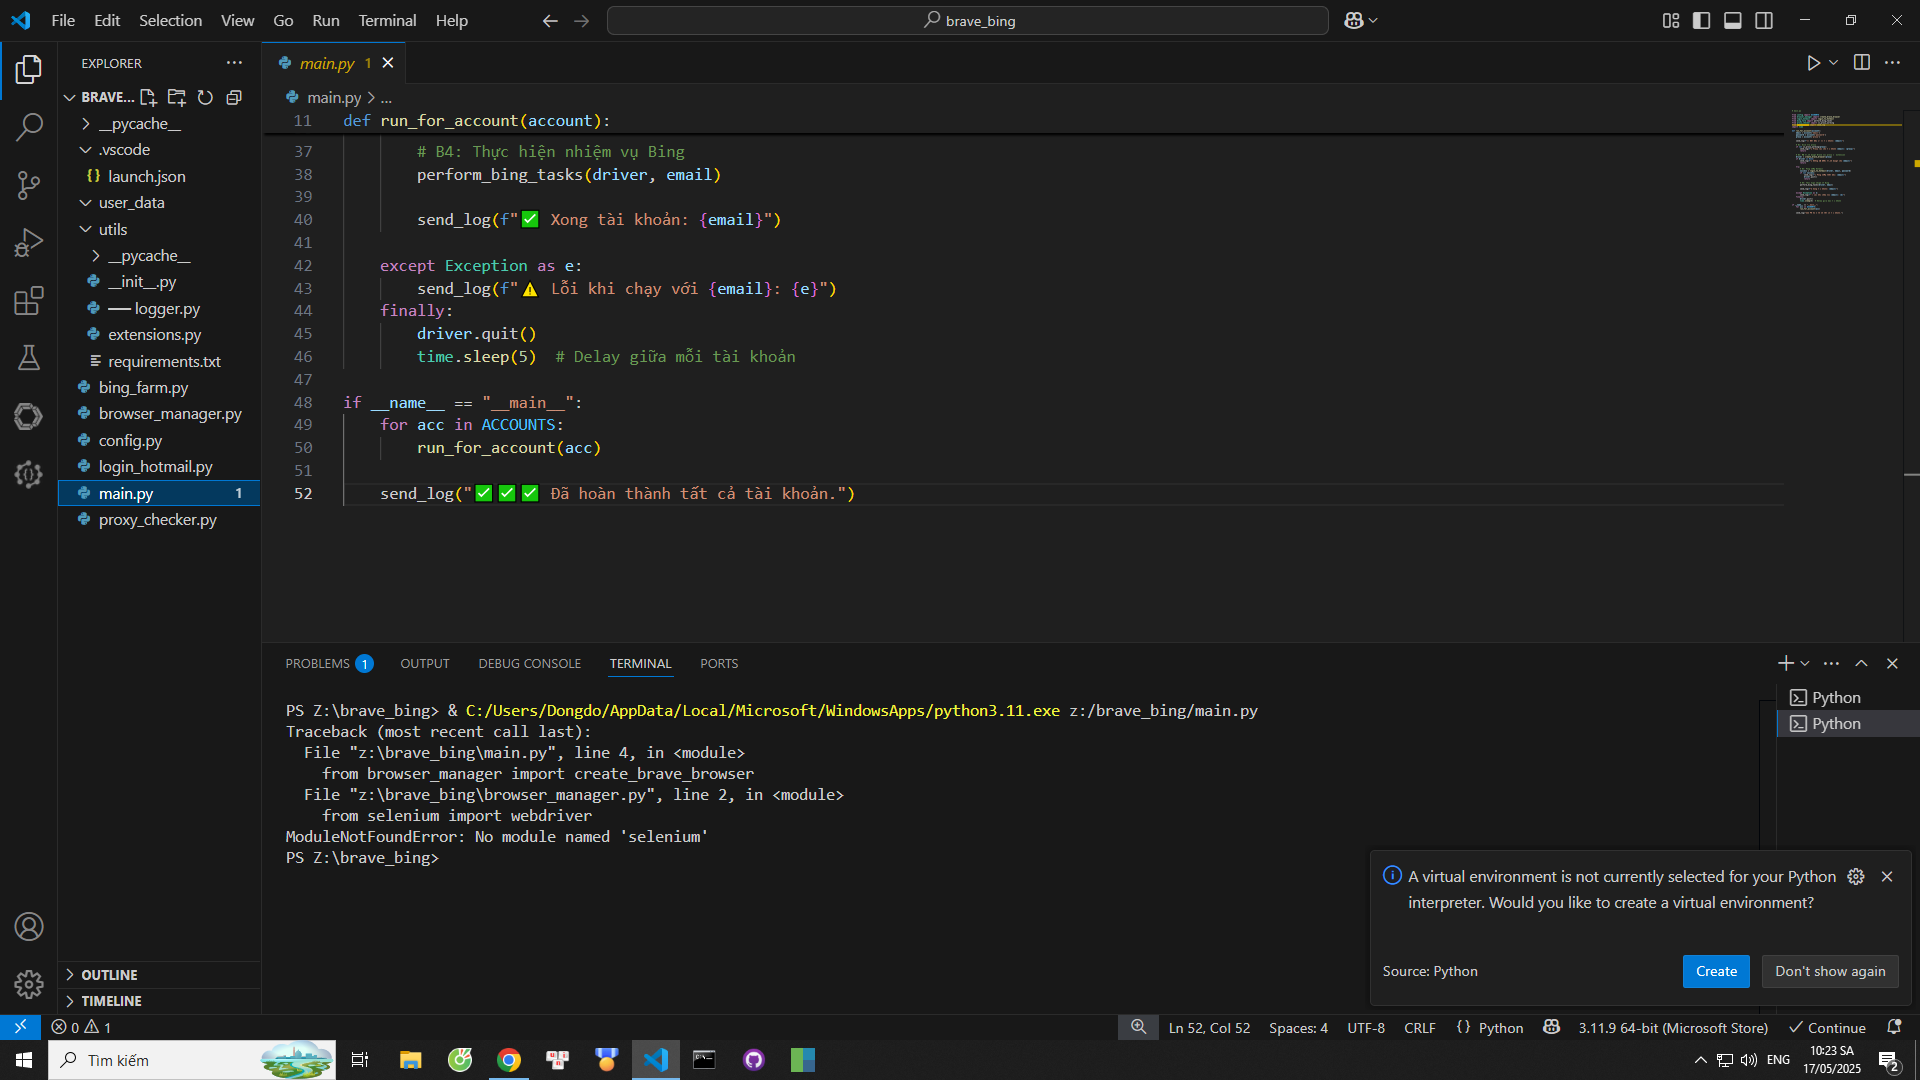 File Edit Selection View Go Run Terminal Help
brave_bing
EXPLORER
BRAVE...
__pycache__
.vscode
launch.json
user_data
utils
__pycache__
__init__.py
── logger.py
extensions.py
requirements.txt
bing_farm.py
browser_manager.py
config.py
login_hotmail.py
main.py 1
proxy_checker.py
OUTLINE
TIMELINE
main.py 1
main.py > ...
11 def run_for_account(account):
37 # B4: Thực hiện nhiệm vụ Bing
38 perform_bing_tasks(driver, email)
39
40 send_log(f"✅ Xong tài khoản: {email}")
41
42 except Exception as e:
43 send_log(f"⚠️ Lỗi khi chạy với {email}: {e}")
44 finally:
45 driver.quit()
46 time.sleep(5)  # Delay giữa mỗi tài khoản
47
48 if __name__ == "__main__":
49 for acc in ACCOUNTS:
50 run_for_account(acc)
51
52 send_log("✅✅✅ Đã hoàn thành tất cả tài khoản.")
PROBLEMS 1 OUTPUT DEBUG CONSOLE TERMINAL PORTS
PS Z:\brave_bing> & C:/Users/Dongdo/AppData/Local/Microsoft/WindowsApps/python3.11.exe z:/brave_bing/main.py
Traceback (most recent call last):
File "z:\brave_bing\main.py", line 4, in <module>
from browser_manager import create_brave_browser
File "z:\brave_bing\browser_manager.py", line 2, in <module>
from selenium import webdriver
ModuleNotFoundError: No module named 'selenium'
PS Z:\brave_bing>
Python
Python
A virtual environment is not currently selected for your Python
interpreter. Would you like to create a virtual environment?
Source: Python
Create
Don't show again
0 1
Ln 52, Col 52 Spaces: 4 UTF-8 CRLF {} Python 3.11.9 64-bit (Microsoft Store) Continue
Tìm kiếm
ENG
10:23 SA
17/05/2025
2